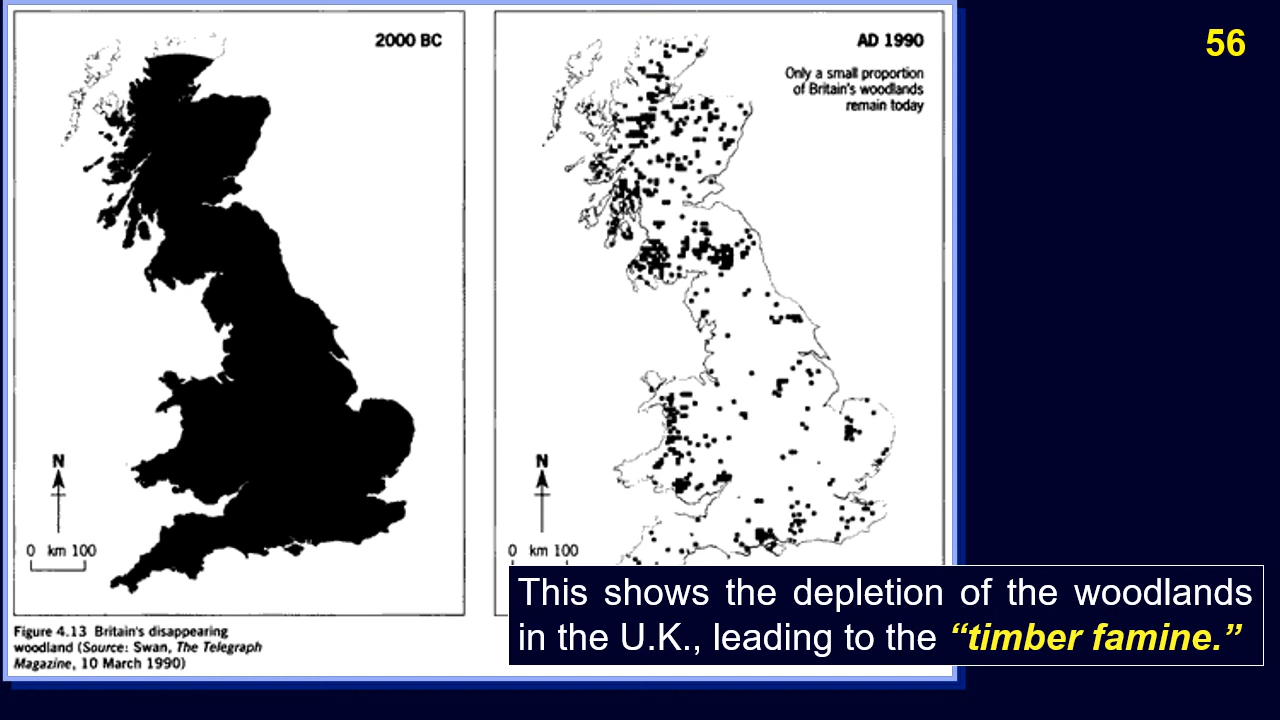 2000 BC
AD 1990
Only a small proportion
of Britain's woodlands
remain today
56
N
0 km 100
N
0 km 100
Figure 4.13 Britain's disappearing
woodland (Source: Swan, The Telegraph
Magazine, 10 March 1990)
This shows the depletion of the woodlands
in the U.K., leading to the “timber famine.”